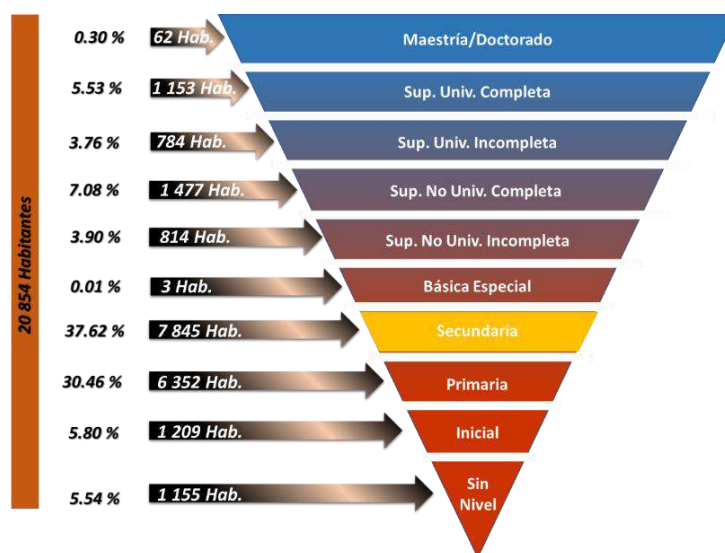 20 854 Habitantes
0.30 % 62 Hab. Maestría/Doctorado
5.53 % 1 153 Hab. Sup. Univ. Completa
3.76 % 784 Hab. Sup. Univ. Incompleta
7.08 % 1 477 Hab. Sup. No Univ. Completa
3.90 % 814 Hab. Sup. No Univ. Incompleta
0.01 % 3 Hab. Básica Especial
37.62 % 7 845 Hab. Secundaría
30.46 % 6 352 Hab. Primaria
5.80 % 1 209 Hab. Inicial
5.54 % 1 155 Hab. Sin
Nivel